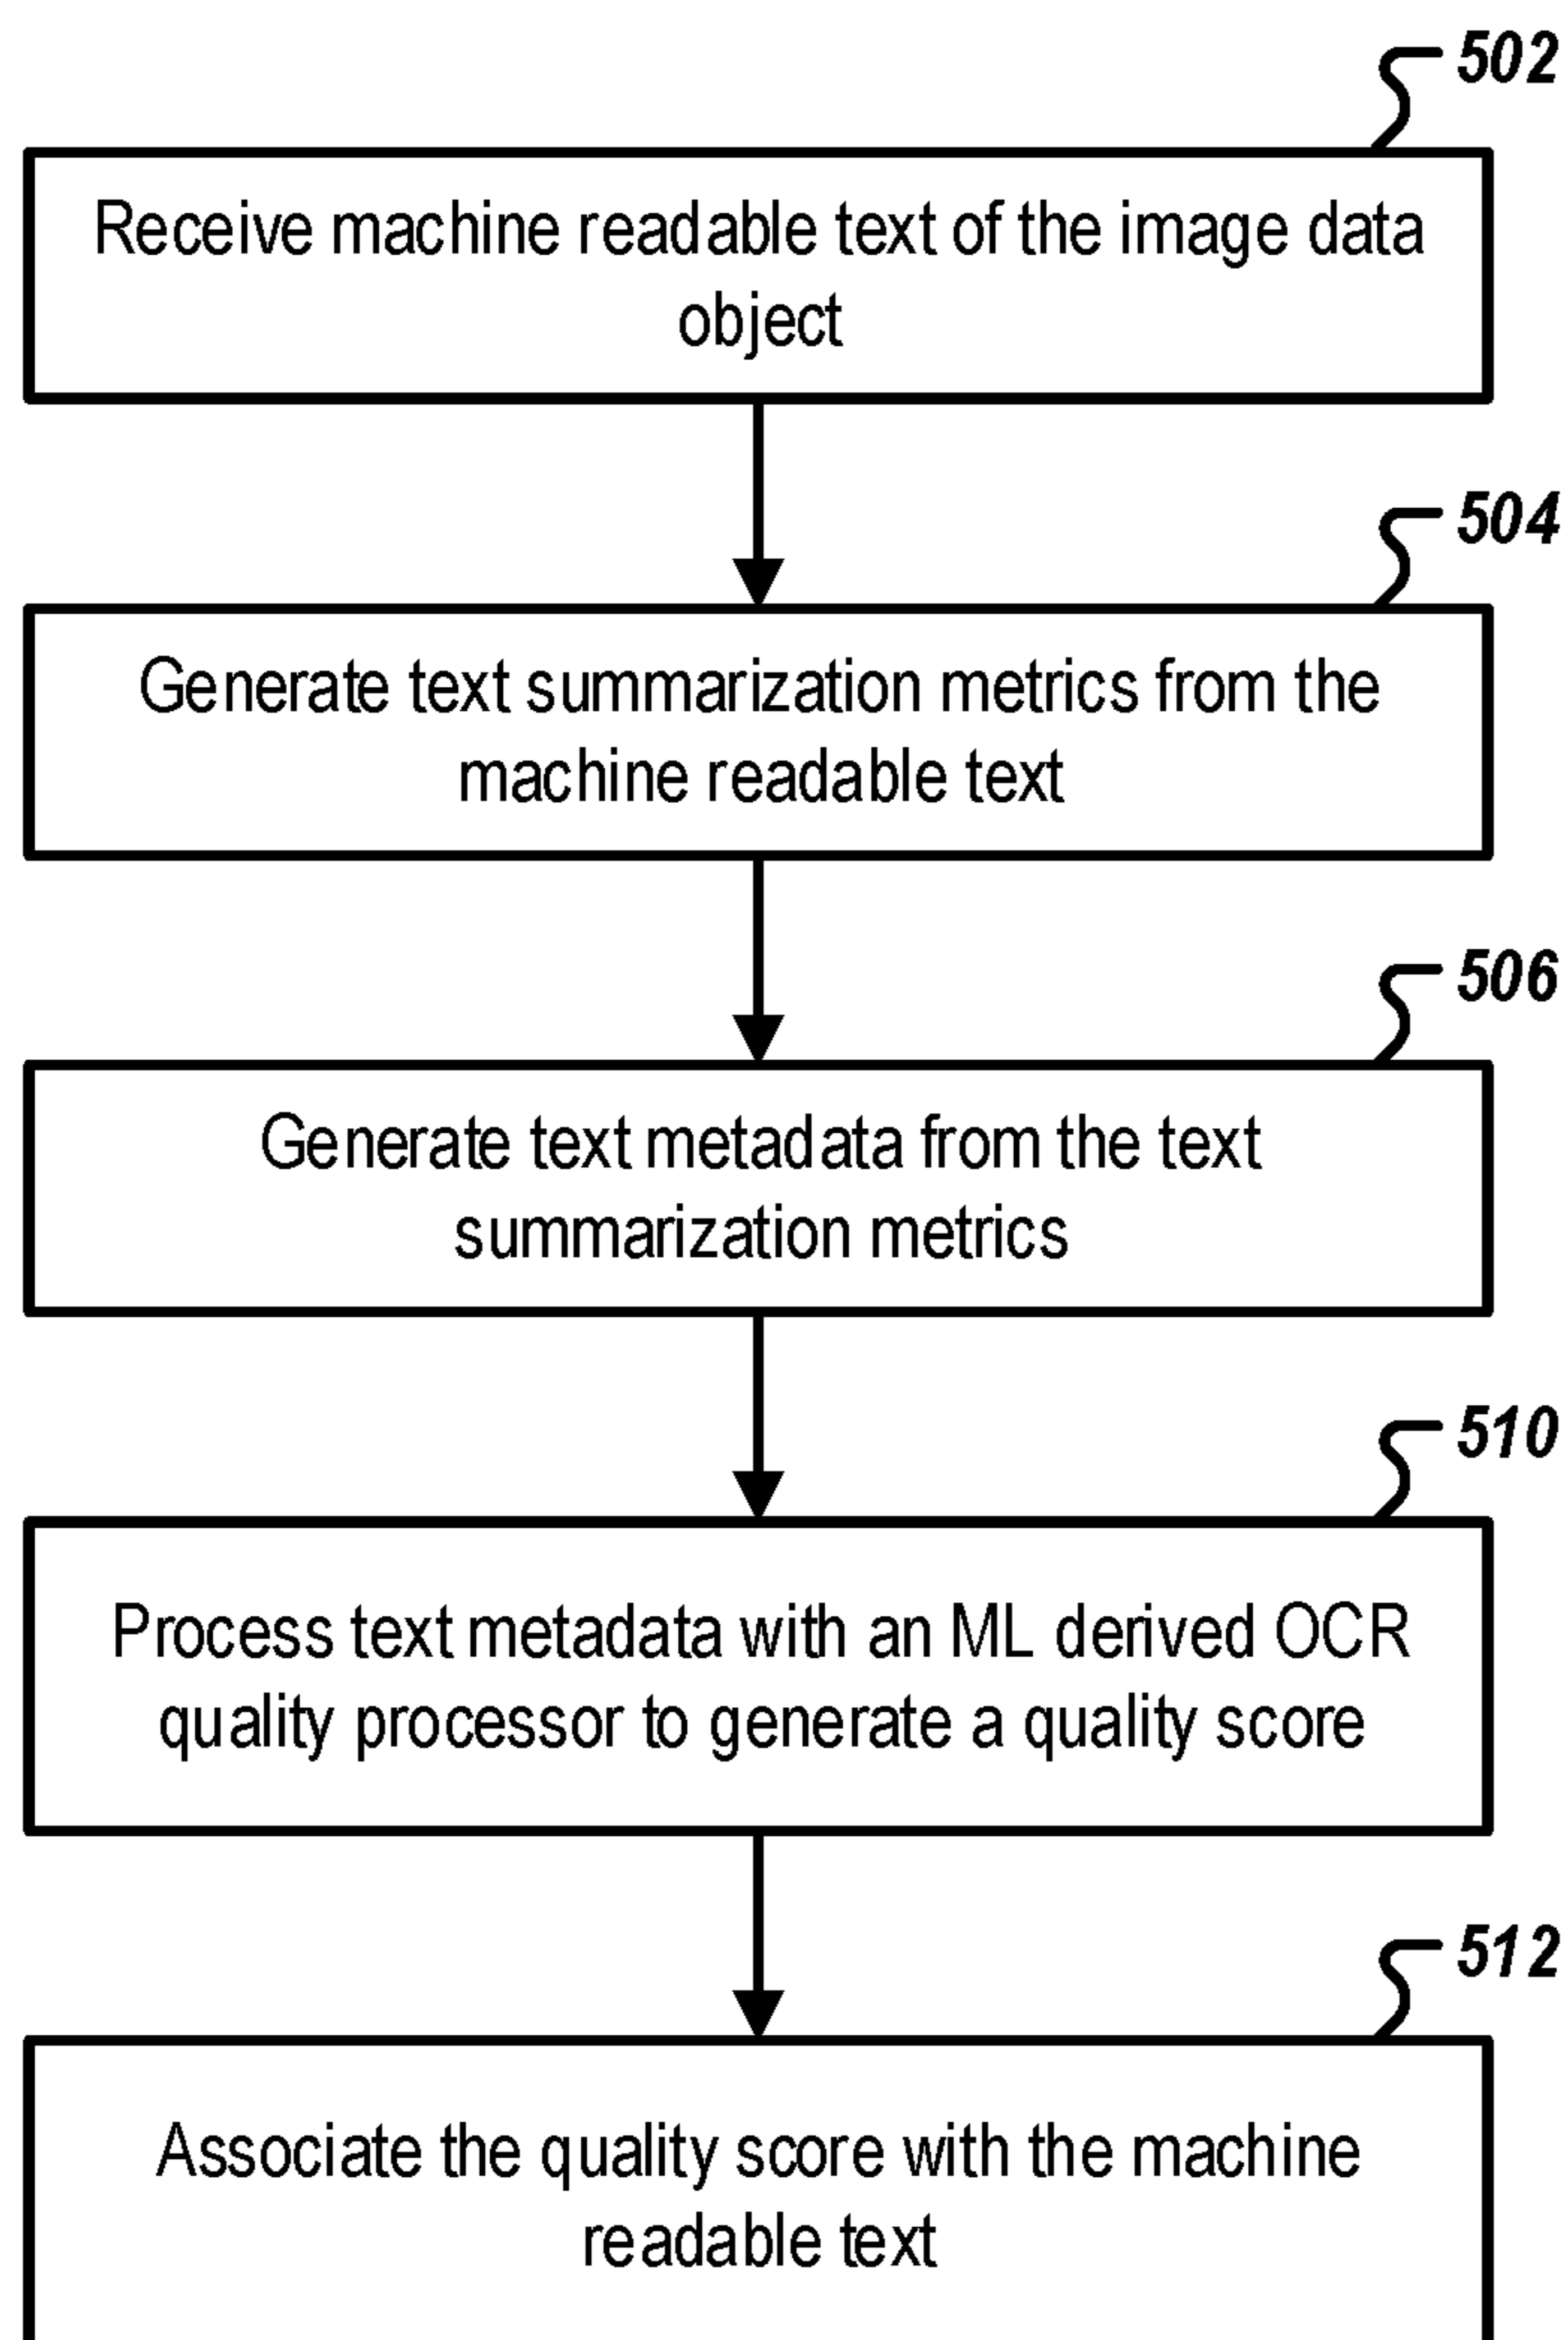 502
Receive machine readable text of the image data
object
504
Generate text summarization metrics from the
machine readable text
506
Generate text metadata from the text
summarization metrics
510
Process text metadata with an ML derived OCR
quality processor to generate a quality score
512
Associate the quality score with the machine
readable text